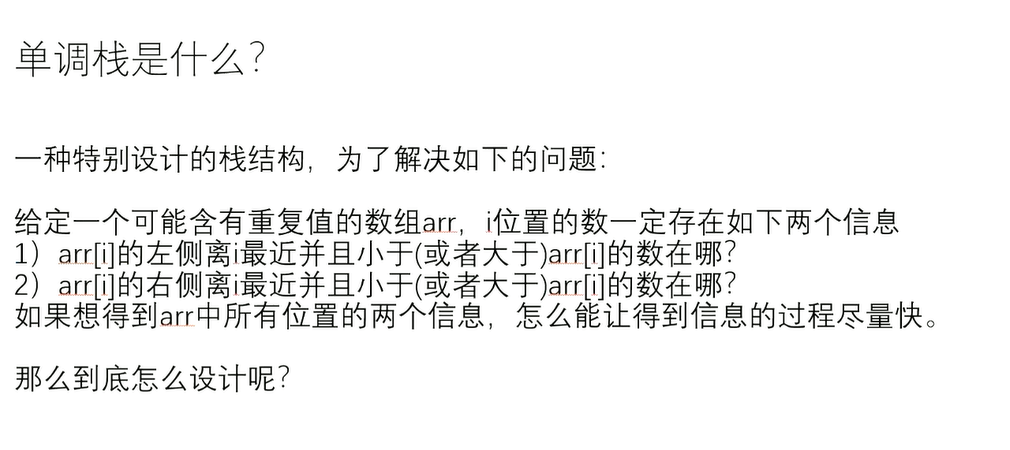 单调栈是什么？
一种特别设计的栈结构，为了解决如下的问题：
给定一个可能含有重复值的数组arr，i位置的数一定存在如下两个信息
1）arr[i]的左侧离i最近并且小于(或者大于)arr[i]的数在哪？
2）arr[i]的右侧离i最近并且小于(或者大于)arr[i]的数在哪？
如果想得到arr中所有位置的两个信息，怎么能让得到信息的过程尽量快。
那么到底怎么设计呢？